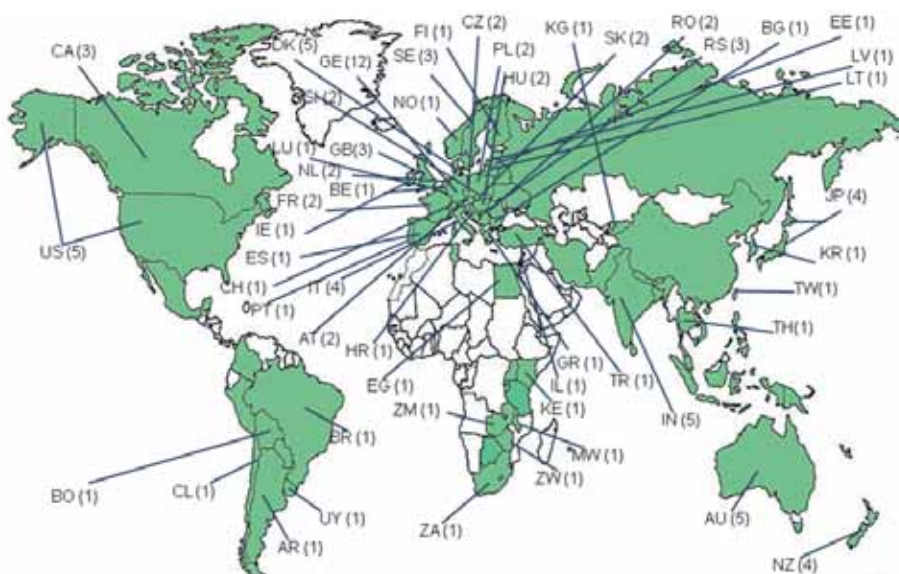 CZ (2)
RO (2)
EE (1)
FI (1)
KG (1)
SK (2)
BG (1)
CA (3)
DK (5)
SE (3)
PL (2)
RS (3)
LV (1)
GE (12)
HU (2)
LT (1)
SI (2)
NO (1)
LU (1)
GB(3)
NL (2)
BE (1)
JP (4)
FR (2)
IE (1)
US (5)
ES (1)
KR (1)
CH (1)
IT (4)
TW(1)
PT (1)
AT (2)
TH(1)
HR (1)
GR (1)
EG (1)
IL (1)
TR (1)
KE (1)
IN (5)
ZM (1)
BR (1)
MW (1)
ZW (1)
BO (1)
CL (1)
UY (1)
AU (5)
ZA (1)
AR (1)
NZ (4)